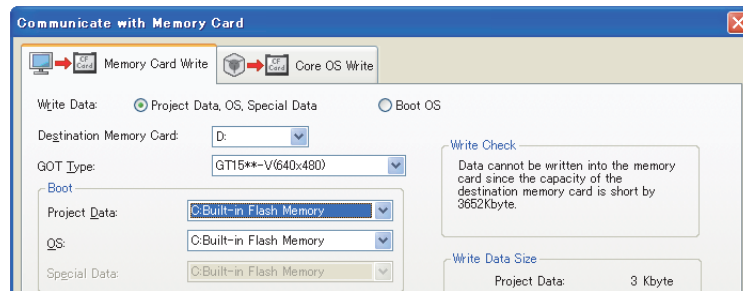 Communicate with Memory Card
CF Card Memory Card Write
CF Card Core OS Write
Write Data: Project Data, OS, Special Data Boot OS
Destination Memory Card: D:
GOT Type: GT15**-V(640x480)
Write Check
Data cannot be written into the memory
card since the capacity of the
destination memory card is short by
3652Kbyte.
Boot
Project Data: C:Built-in Flash Memory
OS: C:Built-in Flash Memory
Special Data: C:Built-in Flash Memory
Write Data Size
Project Data: 3 Kbyte